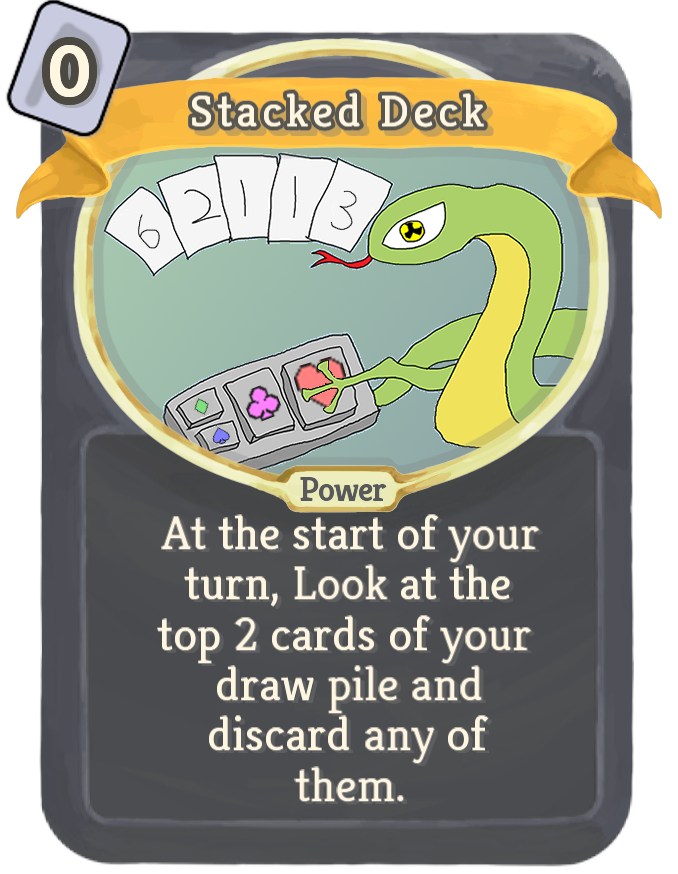 0
Stacked Deck
6 2 1 1 3
Power
At the start of your
turn, Look at the
top 2 cards of your
draw pile and
discard any of
them.